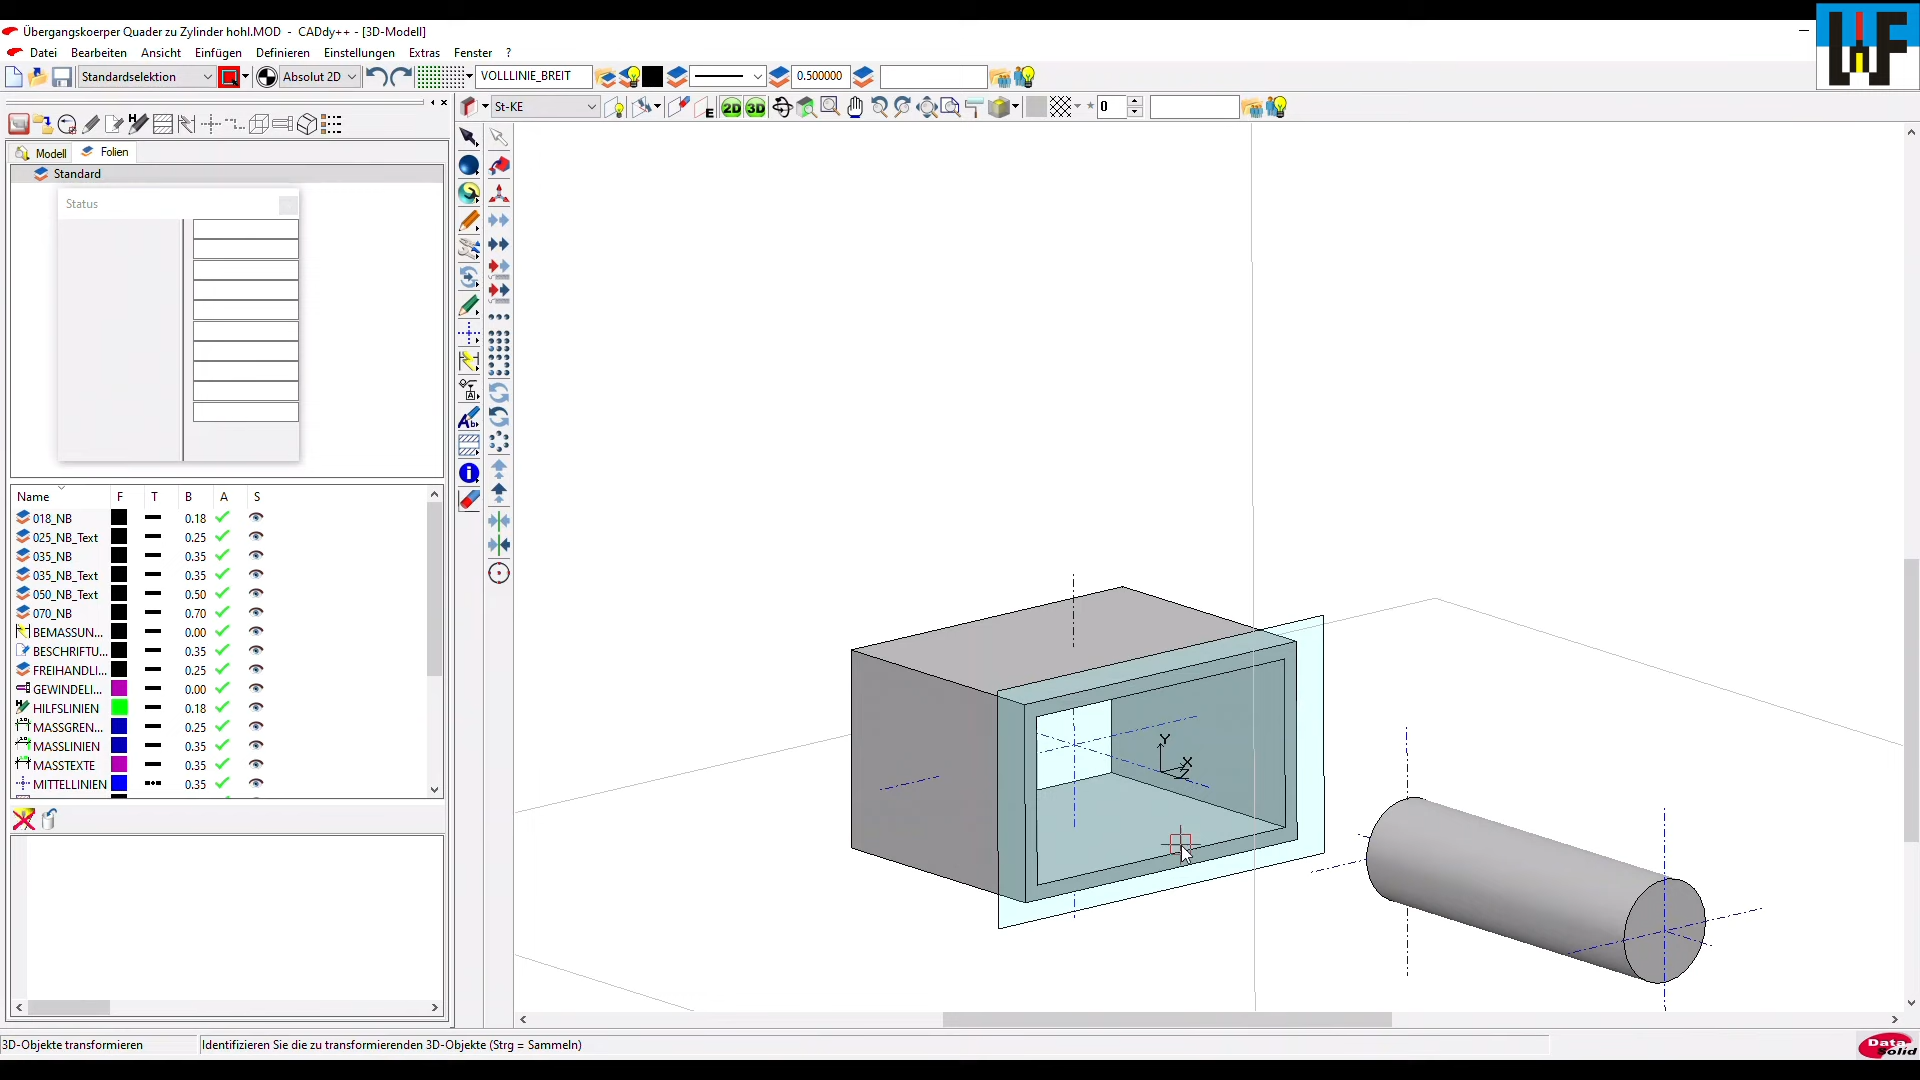 Übergangskoerper Quader zu Zylinder hohl.MOD - CADdy++ - [3D-Modell]
Datei Bearbeiten Ansicht Einfügen Definieren Einstellungen Extras Fenster ?
Standardselektion Absolut 2D VOLLLINIE_BREIT 0.500000
St-KE 2D 3D 0
Modell Folien
Standard
Status
Name F T B A S
018_NB 0.18
025_NB_Text 0.25
035_NB 0.35
035_NB_Text 0.35
050_NB_Text 0.50
070_NB 0.70
BEMASSUN... 0.00
BESCHRIFTU... 0.35
FREIHANDLI... 0.25
GEWINDELI... 0.00
HILFSLINIEN 0.18
MASSGREN... 0.25
MASSLINIEN 0.35
MASSTEXTE 0.35
MITTELLINIEN 0.35
Y
X
Z
3D-Objekte transformieren Identifizieren Sie die zu transformierenden 3D-Objekte (Strg = Sammeln)
Data Solid
WF